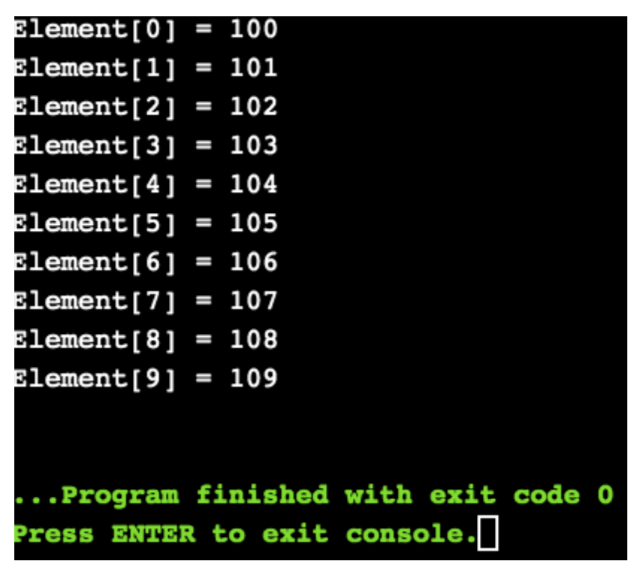 Element[0] = 100
Element[1] = 101
Element[2] = 102
Element[3] = 103
Element[4] = 104
Element[5] = 105
Element[6] = 106
Element[7] = 107
Element[8] = 108
Element[9] = 109
...Program finished with exit code 0
Press ENTER to exit console.